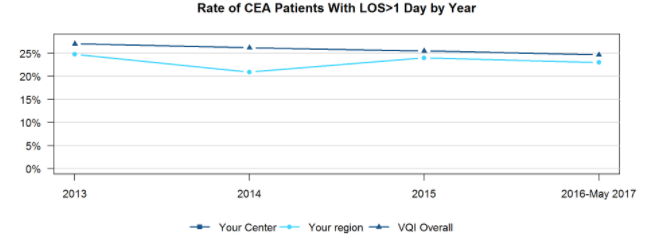 Rate of CEA Patients With LOS>1 Day by Year
25%
20%
15%
10%
5%
0%
2013 2014 2015 2016-May 2017
Your Center Your region VQI Overall